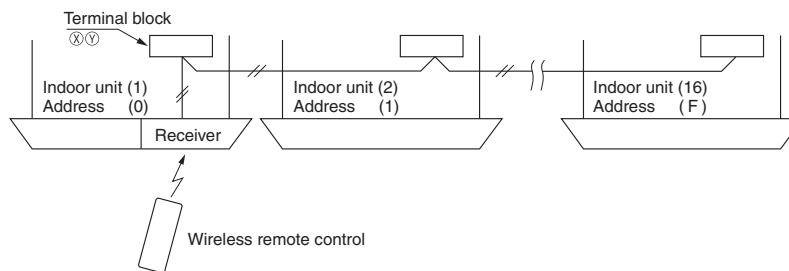 Terminal block
ⓍⓎ
Indoor unit (1)
Address (0)
Indoor unit (2)
Address (1)
Indoor unit (16)
Address (F)
Receiver
Wireless remote control